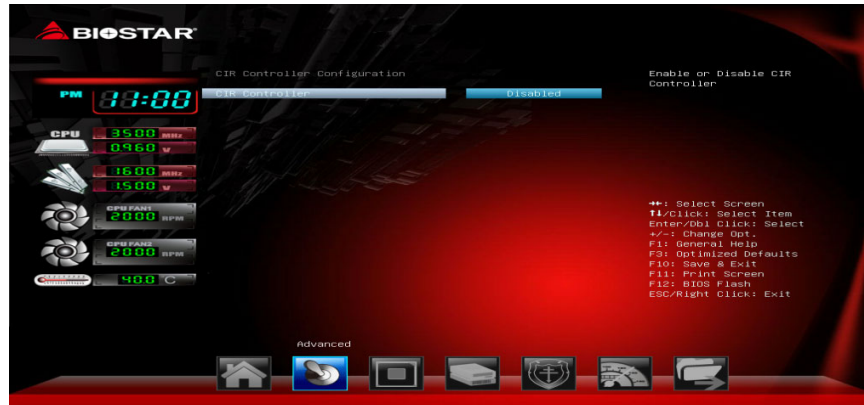 BIOSTAR
CIR Controller Configuration
CIR Controller
Disabled
Enable or Disable CIR
Controller
PM
11:00
CPU
3500 MHz
0.960 V
1600 MHz
1.500 V
CPU FAN1
2000 RPM
CPU FAN2
2000 RPM
40.0 C
→←: Select Screen
↑↓/Click: Select Item
Enter/Dbl Click: Select
+/-: Change Opt.
F1: General Help
F3: Optimized Defaults
F10: Save & Exit
F11: Print Screen
F12: BIOS Flash
ESC/Right Click: Exit
Advanced